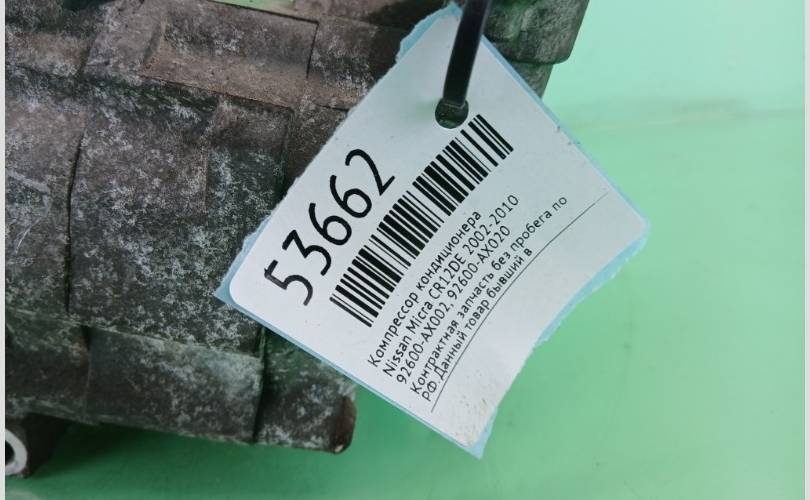 53662
Компрессор кондиционера
Nissan Micra CR12DE 2002-2010
92600-AX002, 92600-AX020
Контрактная запчасть без пробега по
РФ.Данный товар бывший в